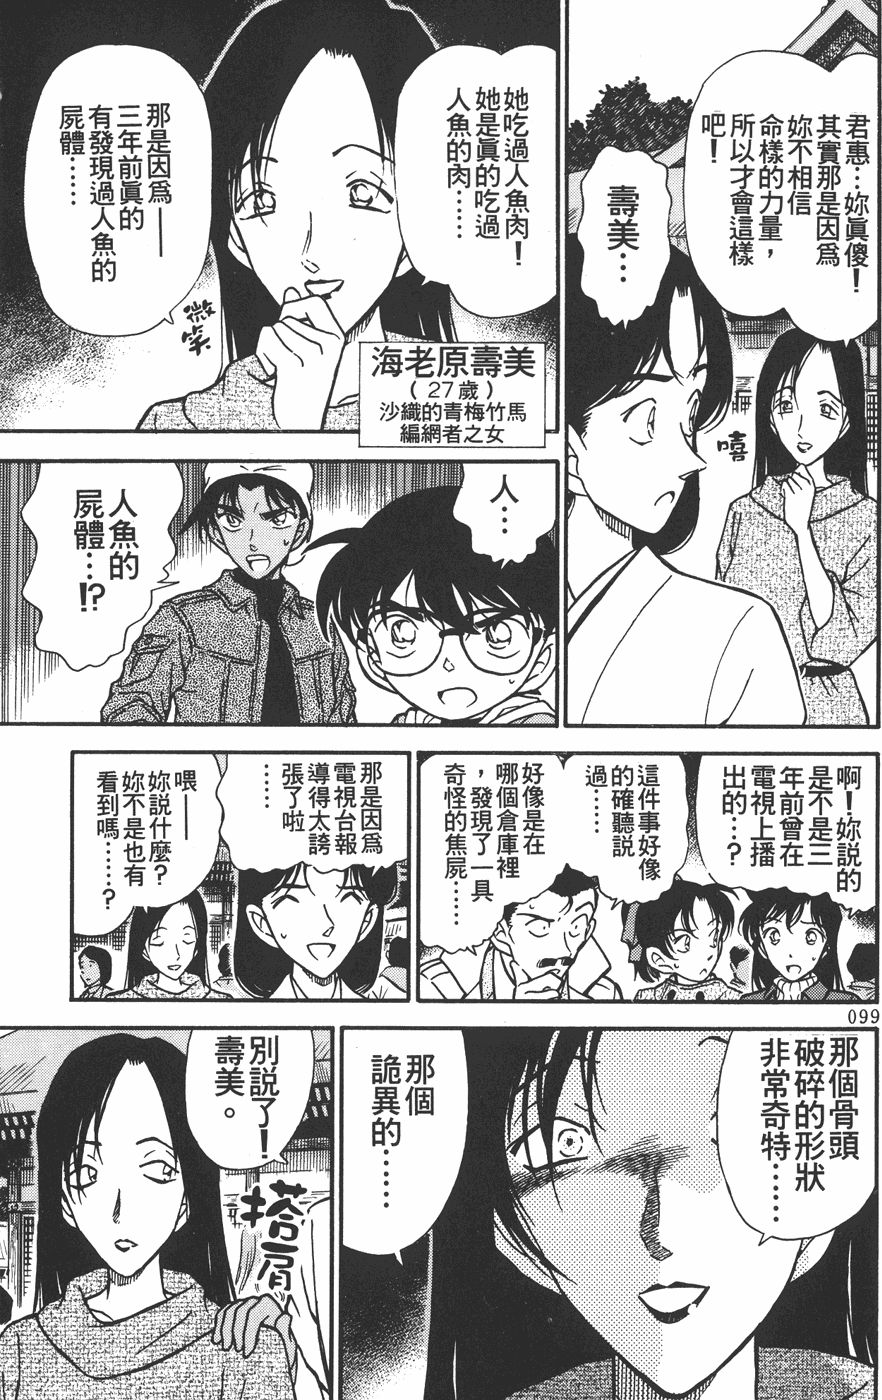 君惠…妳眞傻！
其實那是因爲
妳不相信
命樣的力量，
所以才會這樣
吧！
壽美…
嘻
她吃過人魚肉！
她是眞的吃過
人魚的肉……
那是因爲——
三年前眞的
有發現過人魚的
屍體……
微笑
海老原壽美
（27歲）
沙織的青梅竹馬
編網者之女
人…
人魚的
屍體…!?
啊！妳說的
是不是三
年前曾在
電視上播
出的…？
這件事好像
的確聽說
過……
好像是在
哪個倉庫裡
，發現了一具
奇怪的焦屍……
那是因爲
電視台報
導得太誇
張了啦
……
喂——
妳說什麼？
妳不是也有
看到嗎……？
099
那個骨頭
破碎的形狀
非常奇特……
那個
詭異的……
別說了！
壽美。
搭肩